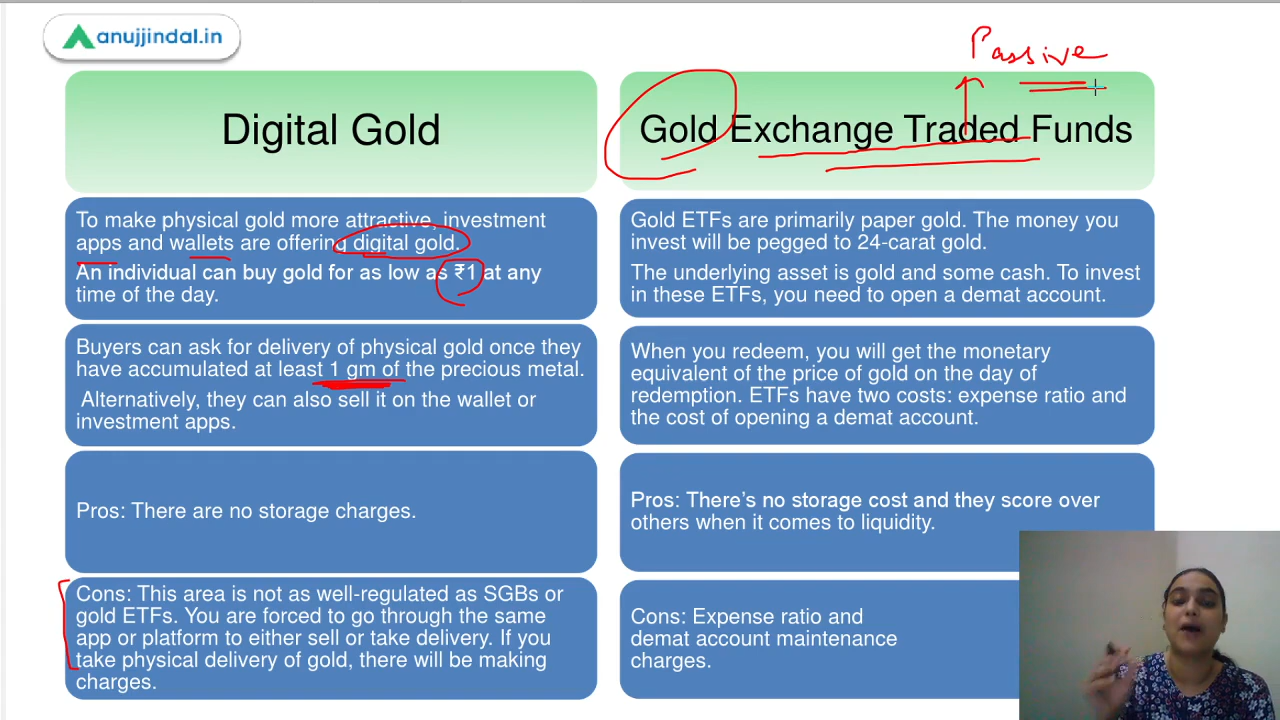 anujjindal.in
Passive
Digital Gold
Gold Exchange Traded Funds
To make physical gold more attractive, investment
apps and wallets are offering digital gold.
An individual can buy gold for as low as ₹1 at any
time of the day.
Gold ETFs are primarily paper gold. The money you
invest will be pegged to 24-carat gold.
The underlying asset is gold and some cash. To invest
in these ETFs, you need to open a demat account.
Buyers can ask for delivery of physical gold once they
have accumulated at least 1 gm of the precious metal.
Alternatively, they can also sell it on the wallet or
investment apps.
When you redeem, you will get the monetary
equivalent of the price of gold on the day of
redemption. ETFs have two costs: expense ratio and
the cost of opening a demat account.
Pros: There are no storage charges.
Pros: There's no storage cost and they score over
others when it comes to liquidity.
Cons: This area is not as well-regulated as SGBs or
gold ETFs. You are forced to go through the same
app or platform to either sell or take delivery. If you
take physical delivery of gold, there will be making
charges.
Cons: Expense ratio and
demat account maintenance
charges.